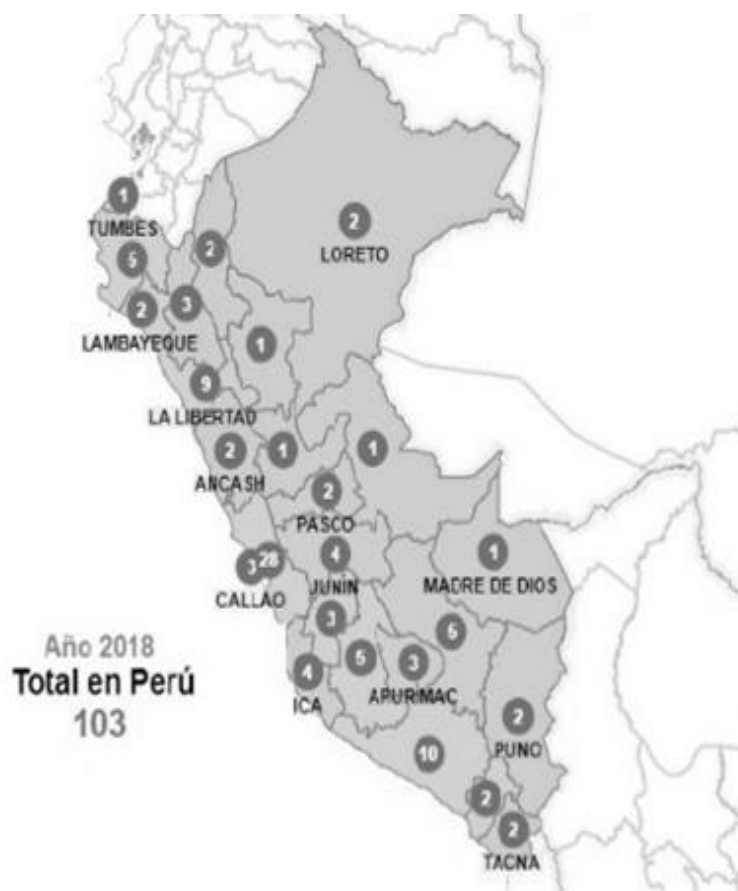 1
TUMBES
2
LORETO
2
5
3
2
LAMBAYEQUE
1
9
LA LIBERTAD
2
ANCASH
1
1
2
PASCO
3
28
CALLAO
4
JUNIN
1
MADRE DE DIOS
3
5
5
3
APURIMAC
4
ICA
Año 2018
Total en Perú
103
2
PUNO
10
2
2
TACNA